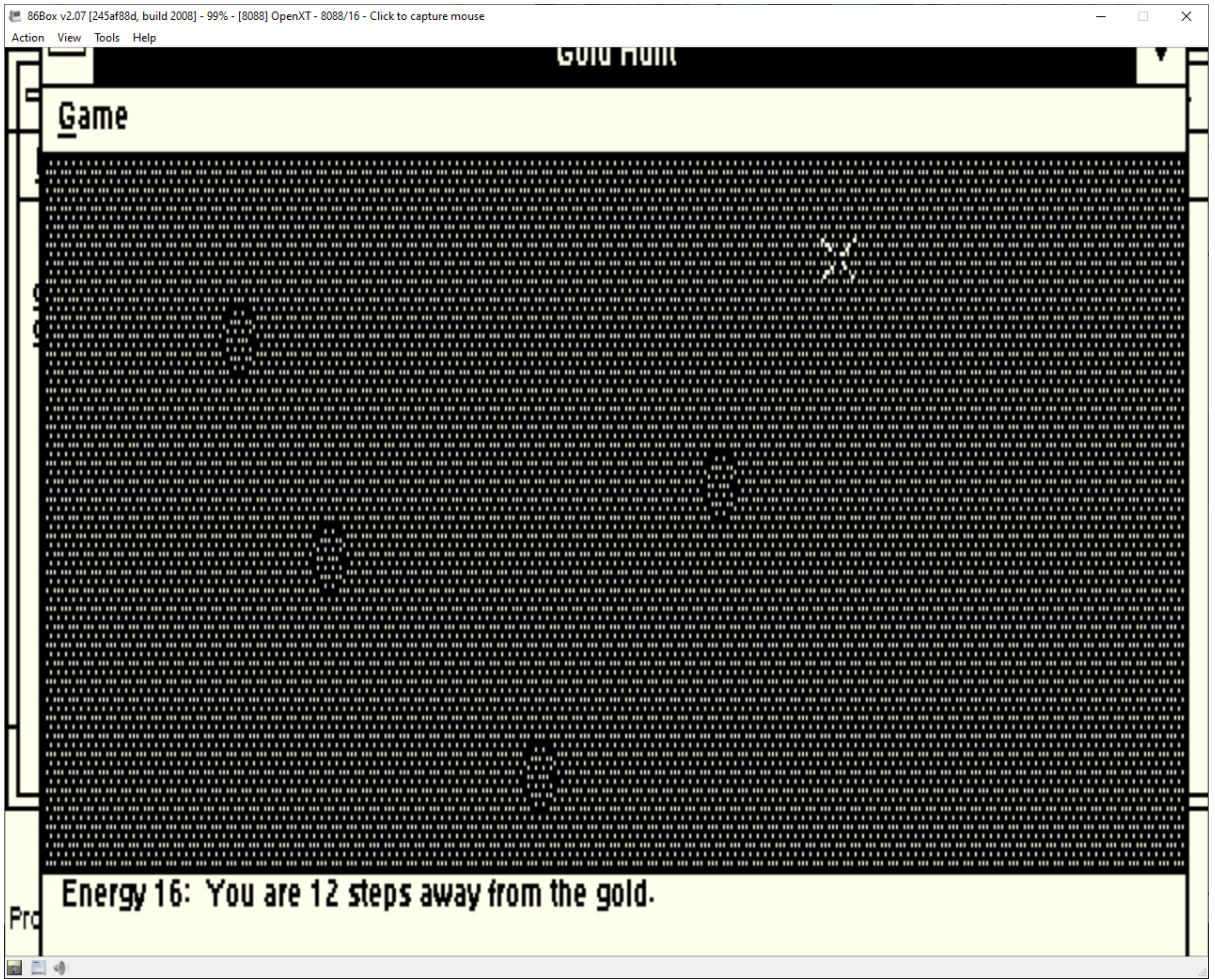 86Box v2.07 [245af88d, build 2008] - 99% - [8088] OpenXT - 8088/16 - Click to capture mouse
Action View Tools Help
Gold Hunt
Game
Energy 16: You are 12 steps away from the gold.